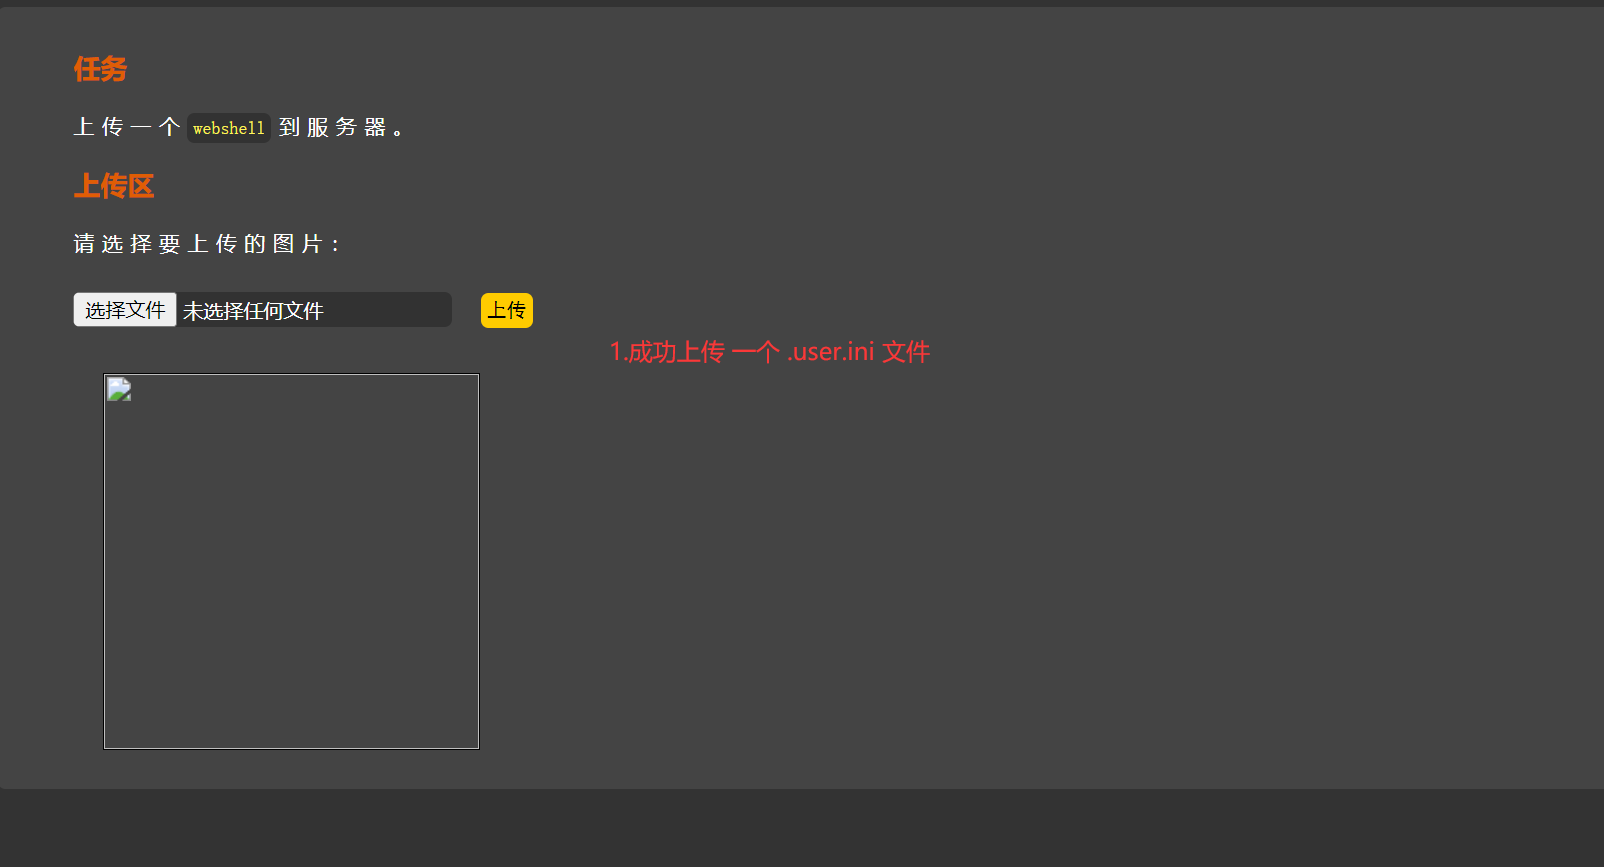 任务
上传一个 webshell 到服务器。
上传区
请选择要上传的图片：
选择文件 未选择任何文件 上传
1.成功上传 一个 .user.ini 文件